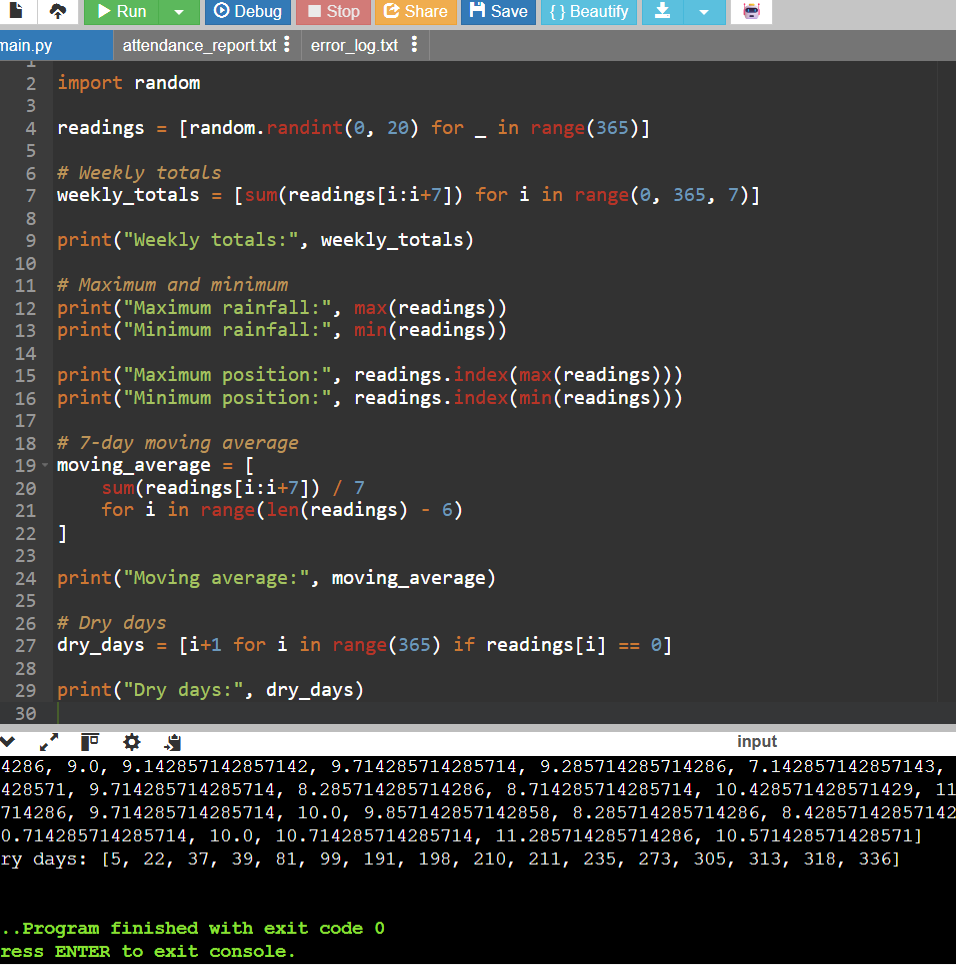 Run Debug Stop Share Save { } Beautify
main.py attendance_report.txt error_log.txt
1
2 import random
3
4 readings = [random.randint(0, 20) for _ in range(365)]
5
6 # Weekly totals
7 weekly_totals = [sum(readings[i:i+7]) for i in range(0, 365, 7)]
8
9 print("Weekly totals:", weekly_totals)
10
11 # Maximum and minimum
12 print("Maximum rainfall:", max(readings))
13 print("Minimum rainfall:", min(readings))
14
15 print("Maximum position:", readings.index(max(readings)))
16 print("Minimum position:", readings.index(min(readings)))
17
18 # 7-day moving average
19 moving_average = [
20 sum(readings[i:i+7]) / 7
21 for i in range(len(readings) - 6)
22 ]
23
24 print("Moving average:", moving_average)
25
26 # Dry days
27 dry_days = [i+1 for i in range(365) if readings[i] == 0]
28
29 print("Dry days:", dry_days)
30
input
4286, 9.0, 9.142857142857142, 9.714285714285714, 9.285714285714286, 7.142857142857143,
428571, 9.714285714285714, 8.285714285714286, 8.714285714285714, 10.428571428571429, 11
714286, 9.714285714285714, 10.0, 9.857142857142858, 8.285714285714286, 8.42857142857142
0.714285714285714, 10.0, 10.714285714285714, 11.285714285714286, 10.571428571428571]
ry days: [5, 22, 37, 39, 81, 99, 191, 198, 210, 211, 235, 273, 305, 313, 318, 336]
..Program finished with exit code 0
ress ENTER to exit console.